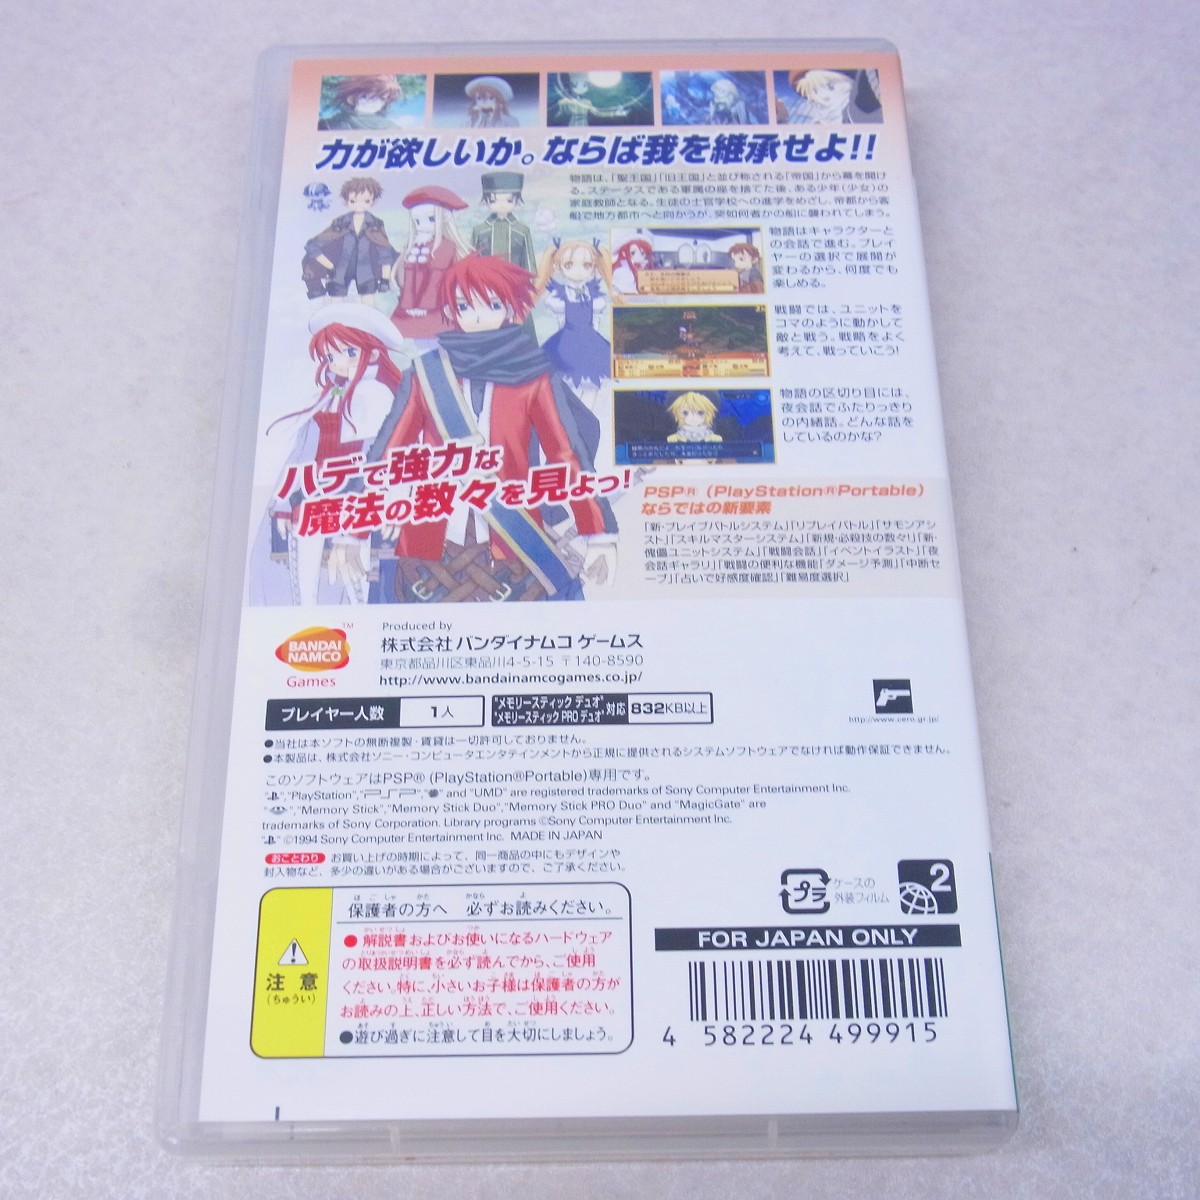 力が欲しいか。ならば我を継承せよ!!
物語は、「聖王国」「旧王国」と並び称される「帝国」から幕を開け
る。ステータスである軍属の座を捨てた後、ある少年(少女)の
家庭教師となる。生徒の士官学校への進学をめざし、帝都から客
船で地方都市へと向かうが、突如何者かの船に襲われてしまう。
物語はキャラクターと
の会話で進む。プレイ
ヤーの選択で展開が
変わるから、何度でも
楽しめる。
戦闘では、ユニットを
コマのように動かして
敵と戦う。戦略をよく
考えて、戦っていこう!
物語の区切り目には、
夜会話でふたりっきり
の内緒話。どんな話を
しているのかな?
ハデで強力な
魔法の数々を見よっ!
PSP® (PlayStation®Portable)
ならではの新要素
「新・ブレイブバトルシステム」「リプレイバトル」「サモンアシ
スト」「スキルマスターシステム」「新規・必殺技の数々!」「新・
傀儡ユニットシステム」「戦闘会話」「イベントイラスト」「夜
会話ギャラリ」「戦闘の便利な機能「ダメージ予測」「中断セ
ーブ」「占いで好感度確認」「難易度選択」
BANDAI
NAMCO
Games
TM
Produced by
株式会社 バンダイナムコ ゲームス
東京都品川区東品川4-5-15 〒140-8590
http://www.bandainamcogames.co.jp/
プレイヤー人数 1人
"メモリースティック デュオ"
"メモリースティック PRO デュオ" 対応 832KB以上
http://www.cero.gr.jp/
●当社は本ソフトの無断複製・賃貸は一切許可しておりません。
●本製品は、株式会社ソニー・コンピュータエンタテインメントから正規に提供されるシステムソフトウェアでなければ動作保証できません。
このソフトウェアはPSP® (PlayStation®Portable)専用です。
" ", "PlayStation", "PSP", " " and "UMD" are registered trademarks of Sony Computer Entertainment Inc.
" ", "Memory Stick", "Memory Stick Duo", "Memory Stick PRO Duo" and "MagicGate" are
trademarks of Sony Corporation. Library programs ©Sony Computer Entertainment Inc.
" " ©1994 Sony Computer Entertainment Inc. MADE IN JAPAN
おことわり お買い上げの時期によって、同一商品の中にもデザインや
封入物など、多少の違いがある場合がございますので、ご了承ください。
注意
(ちゅうい)
保護者の方へ 必ずお読みください。
●解説書およびお使いになるハードウェア
の取扱説明書を必ず読んでから、ご使用
ください。特に、小さいお子様は保護者の方が
お読みの上、正しい方法で、ご使用ください。
●遊び過ぎに注意して目を大切にしましょう。
プラ
ケースの
外装フィルム
2
FOR JAPAN ONLY
4 582224 499915